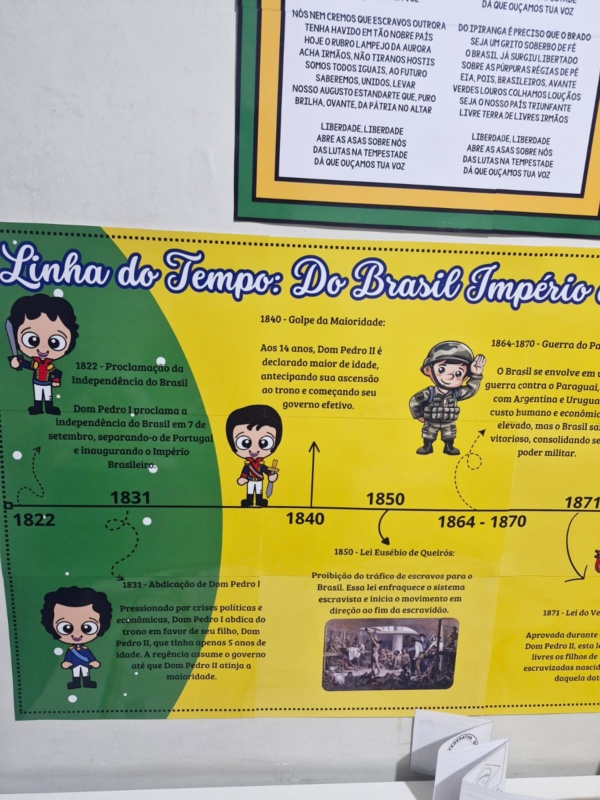 DÁ QUE OUÇAMOS TUA VOZ
NÓS NEM CREMOS QUE ESCRAVOS OUTRORA
TENHA HAVIDO EM TÃO NOBRE PAÍS
HOJE O RUBRO LAMPEJO DA AURORA
ACHA IRMÃOS, NÃO TIRANOS HOSTIS
SOMOS TODOS IGUAIS, AO FUTURO
SABEREMOS, UNIDOS, LEVAR
NOSSO AUGUSTO ESTANDARTE QUE, PURO
BRILHA, OVANTE, DA PÁTRIA NO ALTAR
LIBERDADE, LIBERDADE
ABRE AS ASAS SOBRE NÓS
DAS LUTAS NA TEMPESTADE
DÁ QUE OUÇAMOS TUA VOZ
DO IPIRANGA É PRECISO QUE O BRADO
SEJA UM GRITO SOBERBO DE FÉ
O BRASIL JÁ SURGIU LIBERTADO
SOBRE AS PÚRPURAS RÉGIAS DE PÉ
EIA, POIS, BRASILEIROS, AVANTE
VERDES LOUROS COLHAMOS LOUÇÃOS
SEJA O NOSSO PAÍS TRIUNFANTE
LIVRE TERRA DE LIVRES IRMÃOS
LIBERDADE, LIBERDADE
ABRE AS ASAS SOBRE NÓS
DAS LUTAS NA TEMPESTADE
DÁ QUE OUÇAMOS TUA VOZ
Linha do Tempo: Do Brasil Império
1822 - Proclamação da
Independência do Brasil
Dom Pedro I proclama a
independência do Brasil em 7 de
setembro, separando-o de Portugal
e inaugurando o Império
Brasileiro.
1840 - Golpe da Maioridade:
Aos 14 anos, Dom Pedro II é
declarado maior de idade,
antecipando sua ascensão
ao trono e começando seu
governo efetivo.
1864-1870 - Guerra do Pa
O Brasil se envolve em u
guerra contra o Paraguai,
com Argentina e Urugua
custo humano e econômic
elevado, mas o Brasil sa
vitorioso, consolidando se
poder militar.
1822
1831
1840
1850
1864 - 1870
1871
1831 - Abdicação de Dom Pedro I
Pressionado por crises políticas e
econômicas, Dom Pedro I abdica do
trono em favor de seu filho, Dom
Pedro II, que tinha apenas 5 anos de
idade. A regência assume o governo
até que Dom Pedro II atinja a
maioridade.
1850 - Lei Eusébio de Queirós:
Proibição do tráfico de escravos para o
Brasil. Essa lei enfraquece o sistema
escravista e inicia o movimento em
direção ao fim da escravidão.
1871 - Lei do Ve
Aprovada durante
Dom Pedro II, esta l
livres os filhos de
escravizadas nascid
daquela dat